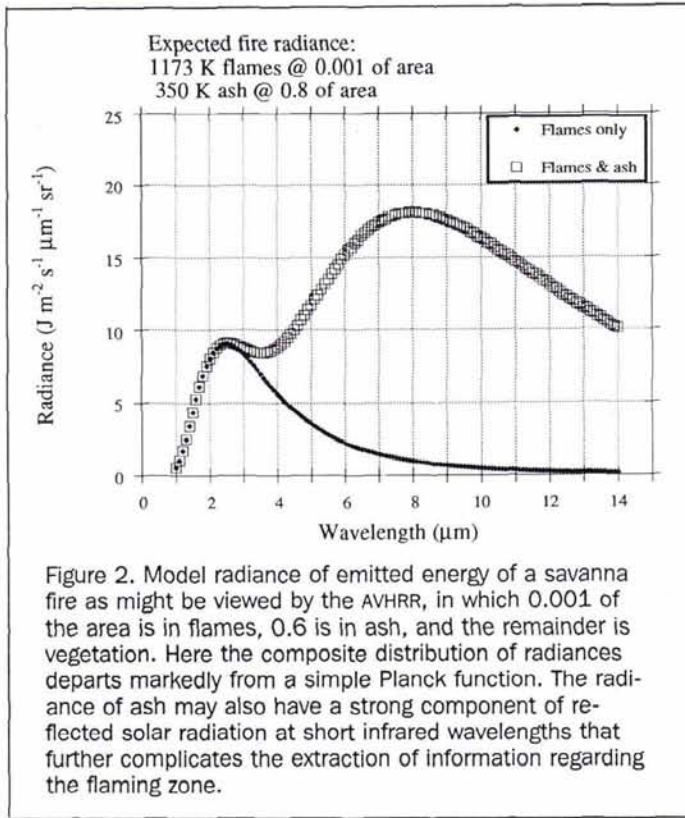 Expected fire radiance:
1173 K flames @ 0.001 of area
350 K ash @ 0.8 of area
25
20
15
10
5
0
Radiance (J m⁻² s⁻¹ µm⁻¹ sr⁻¹)
Flames only
Flames & ash
0 2 4 6 8 10 12 14
Wavelength (µm)
Figure 2. Model radiance of emitted energy of a savanna
fire as might be viewed by the AVHRR, in which 0.001 of
the area is in flames, 0.6 is in ash, and the remainder is
vegetation. Here the composite distribution of radiances
departs markedly from a simple Planck function. The radi-
ance of ash may also have a strong component of re-
flected solar radiation at short infrared wavelengths that
further complicates the extraction of information regarding
the flaming zone.